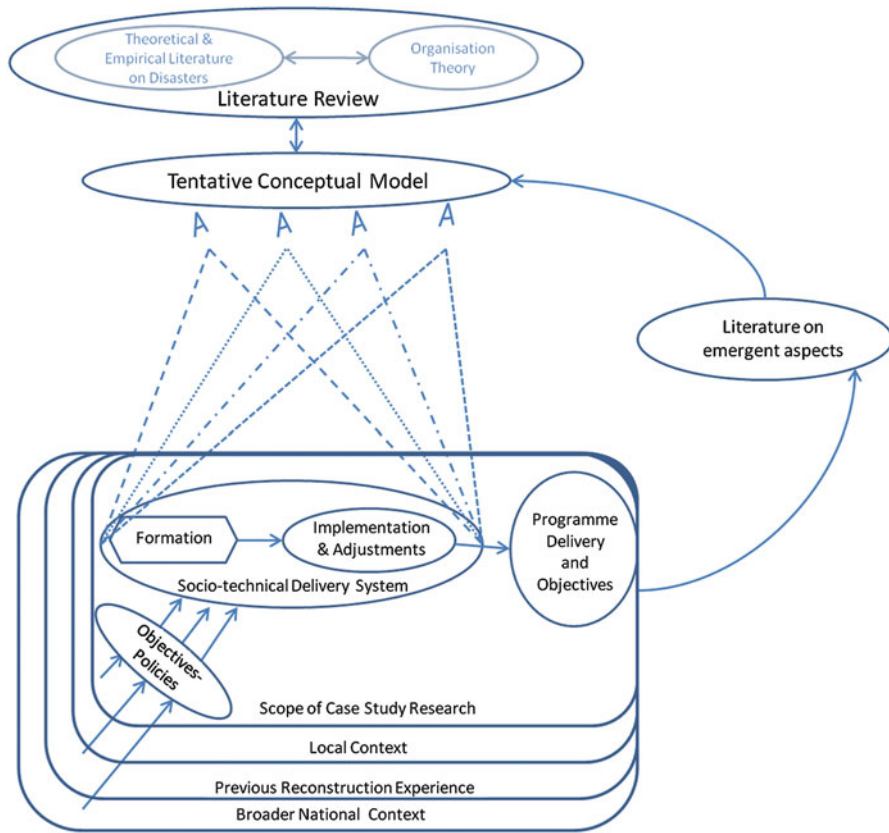 Theoretical &
Empirical Literature
on Disasters
Organisation
Theory
Literature Review
Tentative Conceptual Model
A A A A
Literature on
emergent aspects
Formation
Implementation
& Adjustments
Socio-technical Delivery System
Programme
Delivery
and
Objectives
Objectives-
Policies
Scope of Case Study Research
Local Context
Previous Reconstruction Experience
Broader National Context